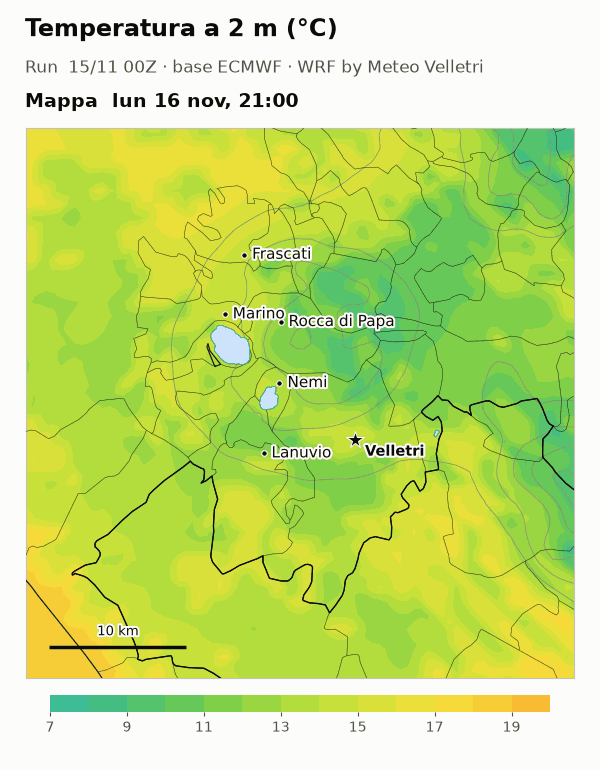 Temperatura a 2 m (°C)
Run  15/11 00Z · base ECMWF · WRF by Meteo Velletri
Mappa  lun 16 nov, 21:00
Frascati
Marino
Rocca di Papa
Nemi
Velletri
Lanuvio
10 km
7 9 11 13 15 17 19